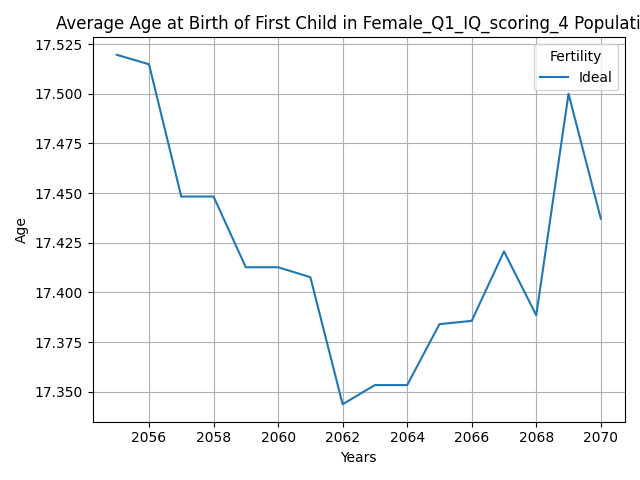 Average Age at Birth of First Child in Female_Q1_IQ_scoring_4 Populati
17.525
17.500
17.475
17.450
17.425
17.400
17.375
17.350
Age
Fertility
Ideal
2056 2058 2060 2062 2064 2066 2068 2070
Years